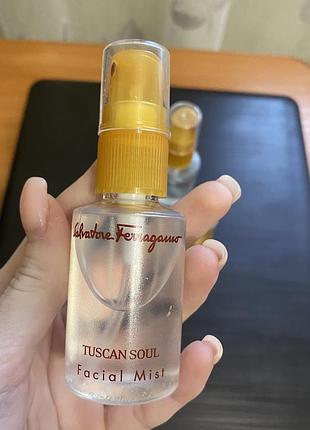 Salvatore Ferragamo
TUSCAN SOUL
Facial Mist